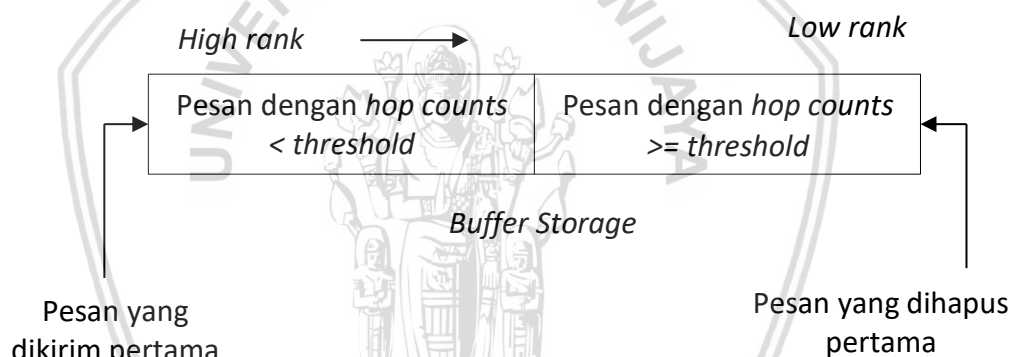 High rank
Low rank
Pesan dengan hop counts
< threshold
Pesan dengan hop counts
>= threshold
Buffer Storage
Pesan yang
dikirim pertama
Pesan yang dihapus
pertama